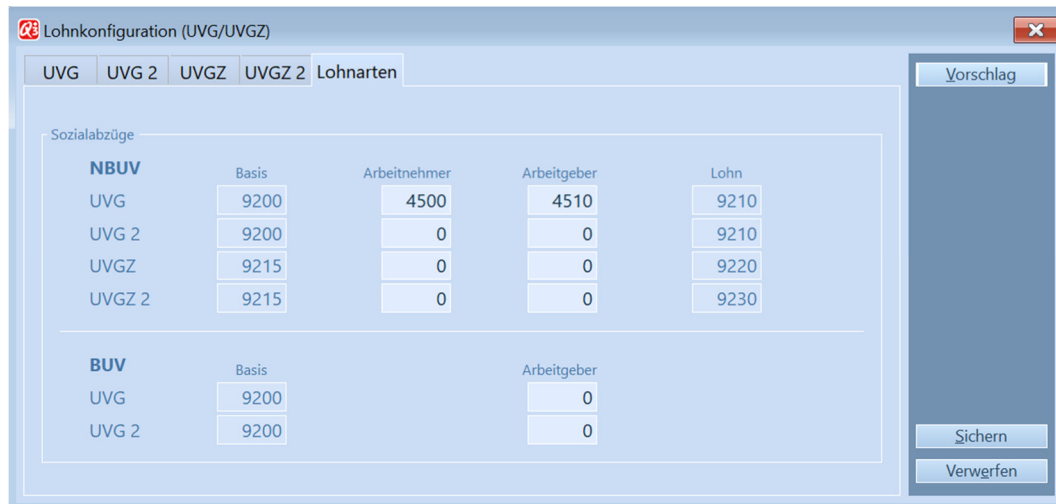 Lohnkonfiguration (UVG/UVGZ)
UVG UVG 2 UVGZ UVGZ 2 Lohnarten
Vorschlag
Sozialabzüge
NBUV Basis Arbeitnehmer Arbeitgeber Lohn
UVG 9200 4500 4510 9210
UVG 2 9200 0 0 9210
UVGZ 9215 0 0 9220
UVGZ 2 9215 0 0 9230
BUV Basis Arbeitgeber
UVG 9200 0
UVG 2 9200 0
Sichern
Verwerfen